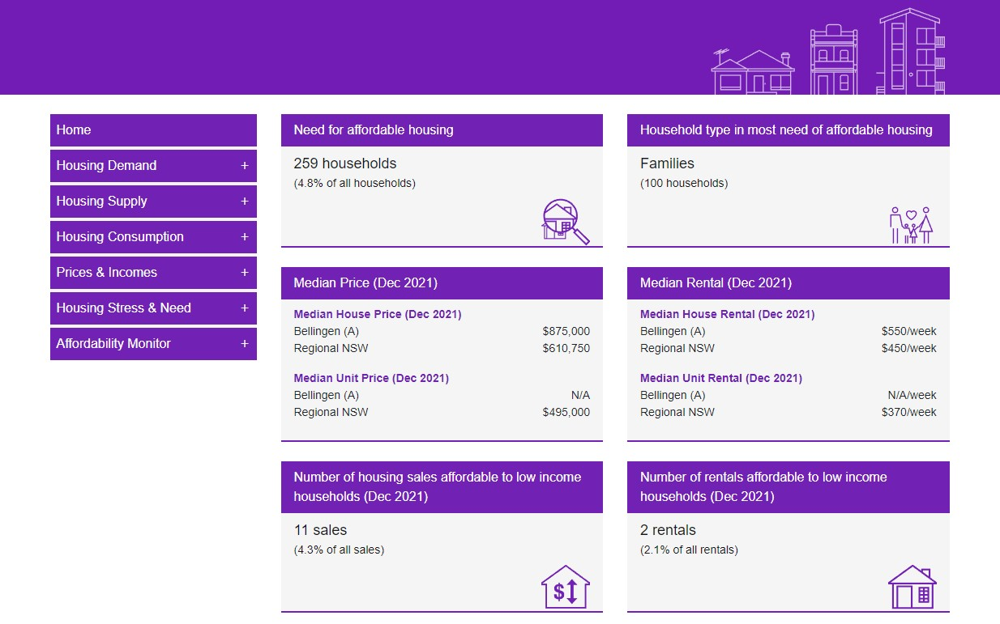 Home
Housing Demand +
Housing Supply +
Housing Consumption +
Prices & Incomes +
Housing Stress & Need +
Affordability Monitor +
Need for affordable housing
259 households
(4.8% of all households)
Household type in most need of affordable housing
Families
(100 households)
Median Price (Dec 2021)
Median House Price (Dec 2021)
Bellingen (A) $875,000
Regional NSW $610,750
Median Unit Price (Dec 2021)
Bellingen (A) N/A
Regional NSW $495,000
Median Rental (Dec 2021)
Median House Rental (Dec 2021)
Bellingen (A) $550/week
Regional NSW $450/week
Median Unit Rental (Dec 2021)
Bellingen (A) N/A/week
Regional NSW $370/week
Number of housing sales affordable to low income
households (Dec 2021)
11 sales
(4.3% of all sales)
$
Number of rentals affordable to low income
households (Dec 2021)
2 rentals
(2.1% of all rentals)